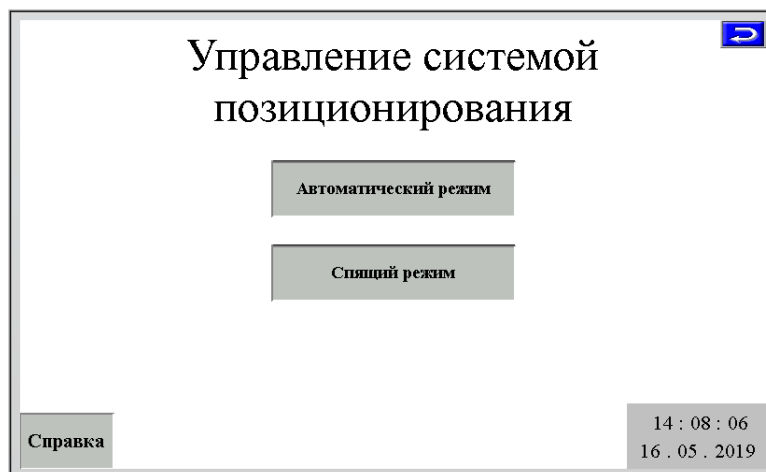 Управление системой
позиционирования
Автоматический режим
Спящий режим
Справка
14 : 08 : 06
16 . 05 . 2019